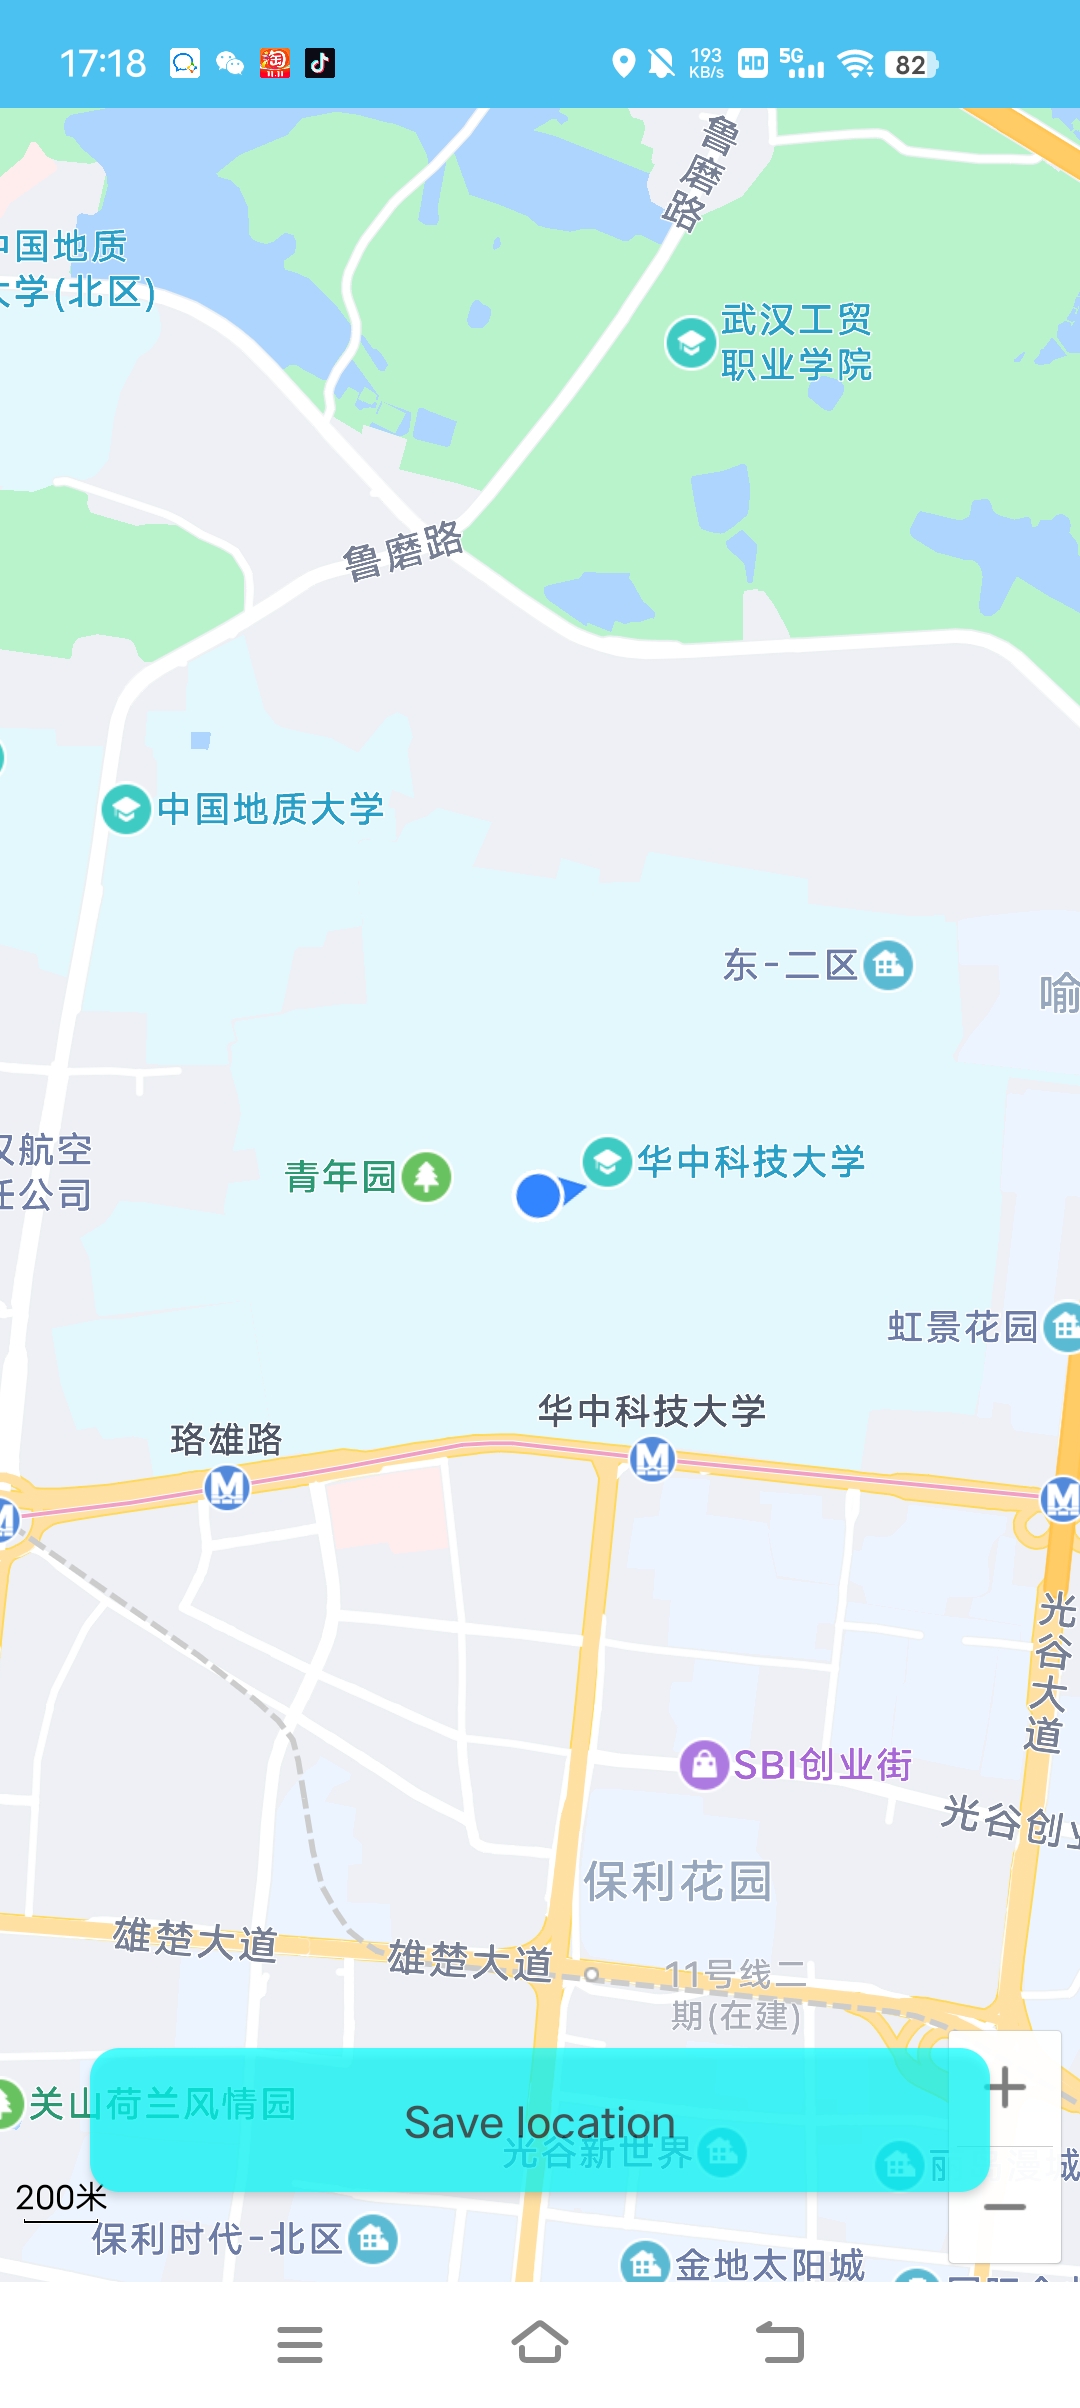 17:18
193
KB/s
HD
5G
82
鲁磨路
中国地质
大学(北区)
武汉工贸
职业学院
鲁磨路
中国地质大学
东-二区
喻
汉航空
任公司
青年园
华中科技大学
虹景花园
华中科技大学
珞雄路
光谷大道
SBI创业街
光谷创业
保利花园
雄楚大道
雄楚大道
11号线二
期(在建)
关山荷兰风情园
Save location
光谷新世界
城
200米
保利时代-北区
金地太阳城